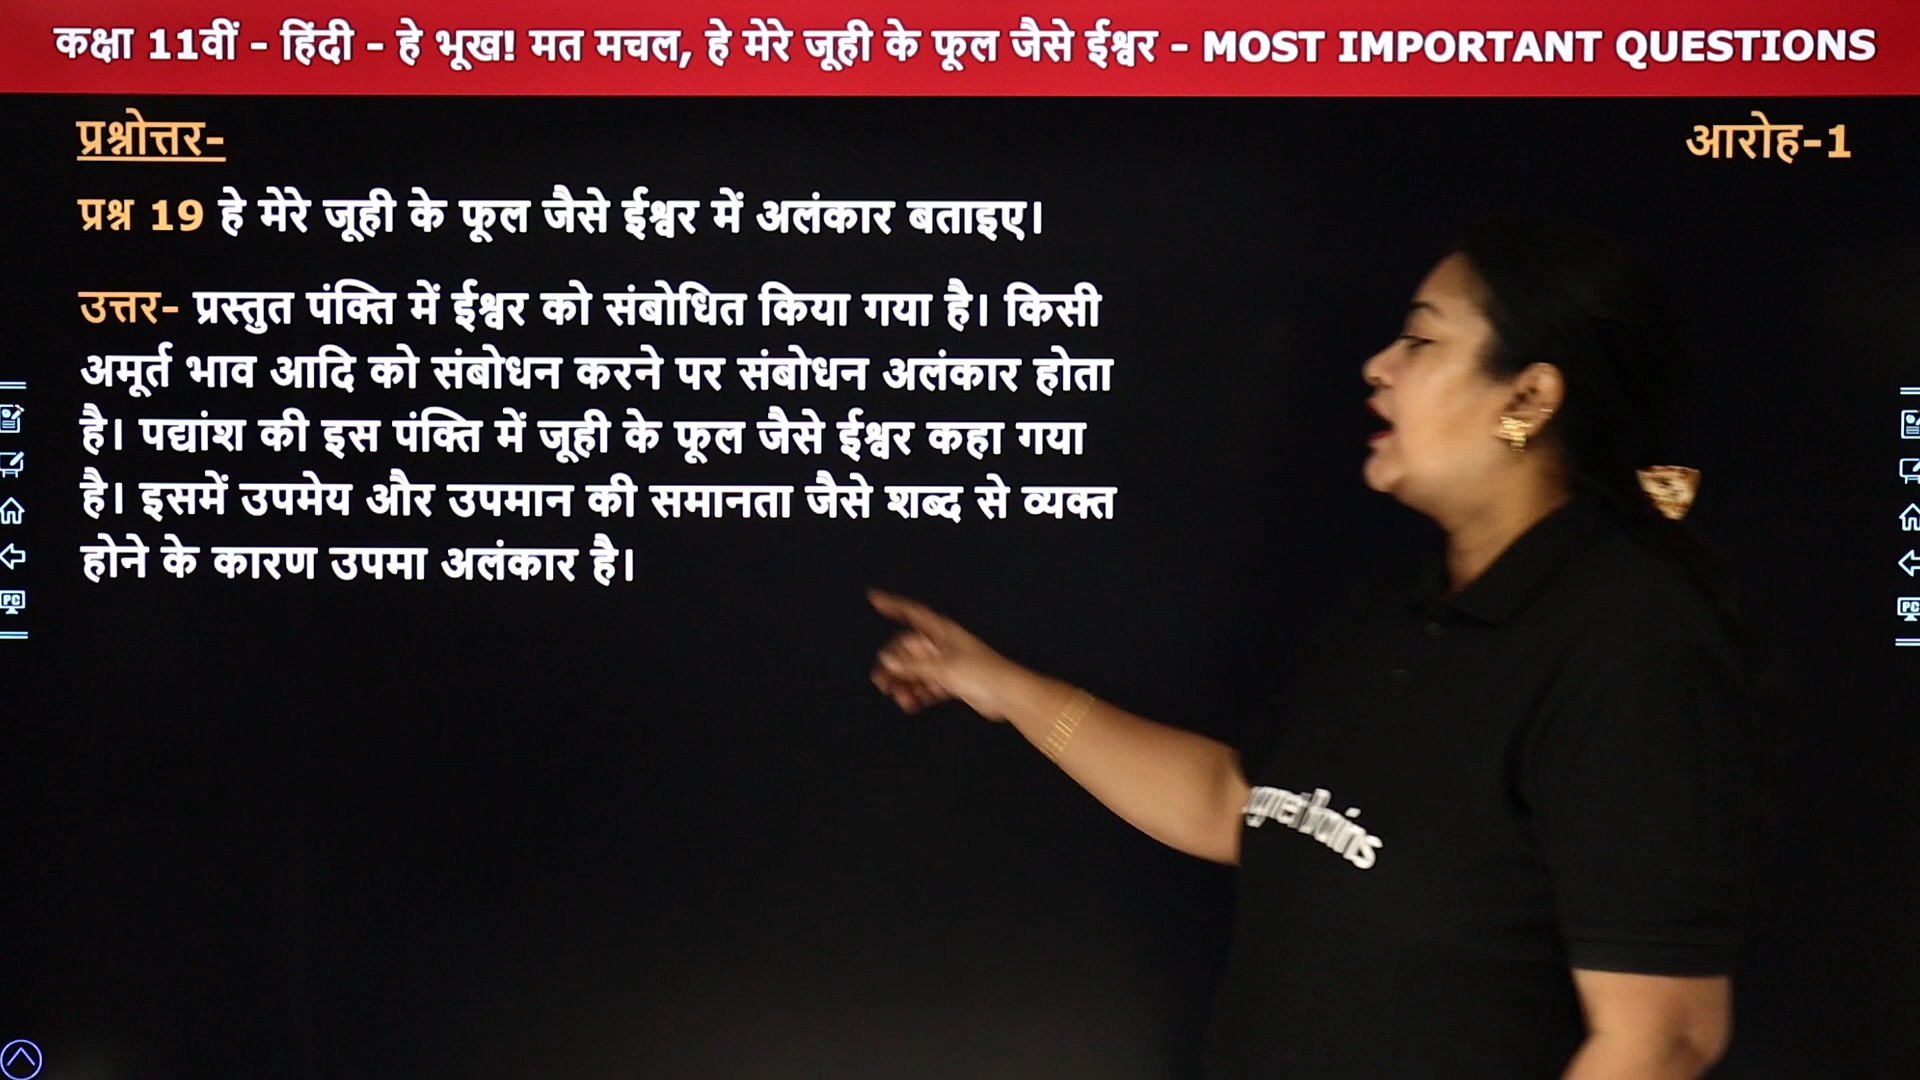 कक्षा 11वीं - हिंदी - हे भूख! मत मचल, हे मेरे जूही के फूल जैसे ईश्वर - MOST IMPORTANT QUESTIONS
प्रश्नोत्तर-
आरोह-1
प्रश्न 19 हे मेरे जूही के फूल जैसे ईश्वर में अलंकार बताइए।
उत्तर- प्रस्तुत पंक्ति में ईश्वर को संबोधित किया गया है। किसी
अमूर्त भाव आदि को संबोधन करने पर संबोधन अलंकार होता
है। पद्यांश की इस पंक्ति में जूही के फूल जैसे ईश्वर कहा गया
है। इसमें उपमेय और उपमान की समानता जैसे शब्द से व्यक्त
होने के कारण उपमा अलंकार है।
PC
PC